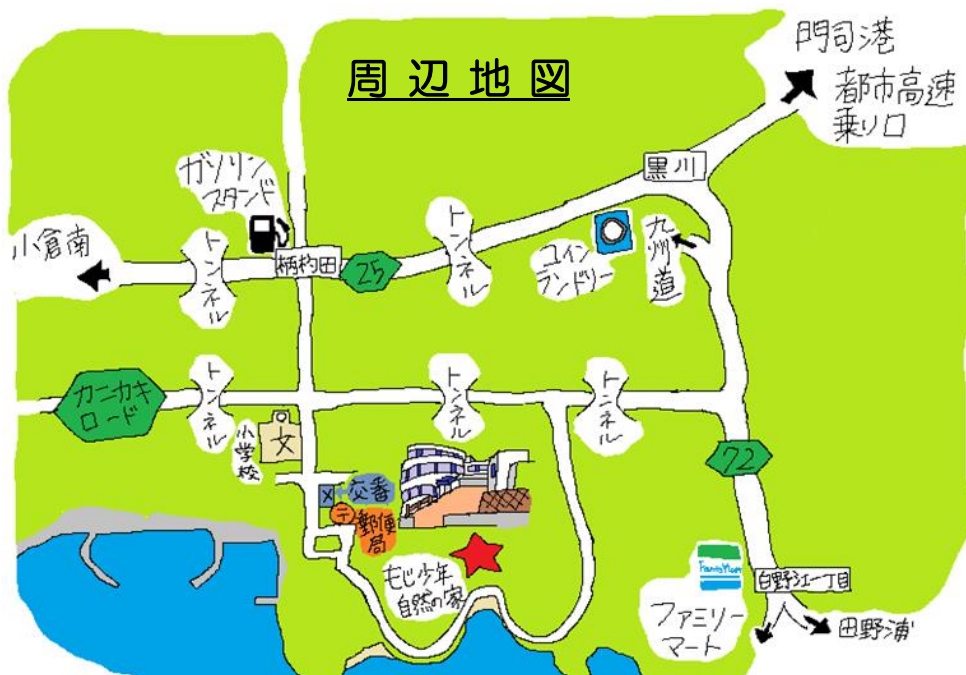 周辺地図
門司港
都市高速
乗り口
黒川
ガソリン
スタンド
小倉南
トンネル
柄杓田
25
トンネル
コイン
ランドリー
九州道
カニカキ
ロード
トンネル
トンネル
トンネル
小学校
文
72
X
交番
〒
郵便
局
もじ少年
自然の家
FamilyMart
ファミリー
マート
白野江一丁目
田野浦